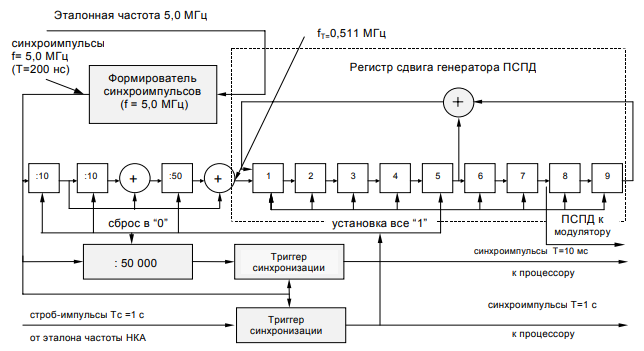 Эталонная частота 5,0 МГц
fT=0,511 МГц
синхроимпульсы
f= 5,0 МГц
(T=200 нс)
Формирователь
синхроимпульсов
(f = 5,0 МГц)
Регистр сдвига генератора ПСПД
+
:10
:10
+
:50
+
1
2
3
4
5
6
7
8
9
сброс в “0”
установка все “1”
ПСПД к
модулятору
: 50 000
Триггер
синхронизации
синхроимпульсы T=10 мс
к процессору
строб-импульсы Tс =1 с
от эталона частоты НКА
Триггер
синхронизации
синхроимпульсы T=1 с
к процессору